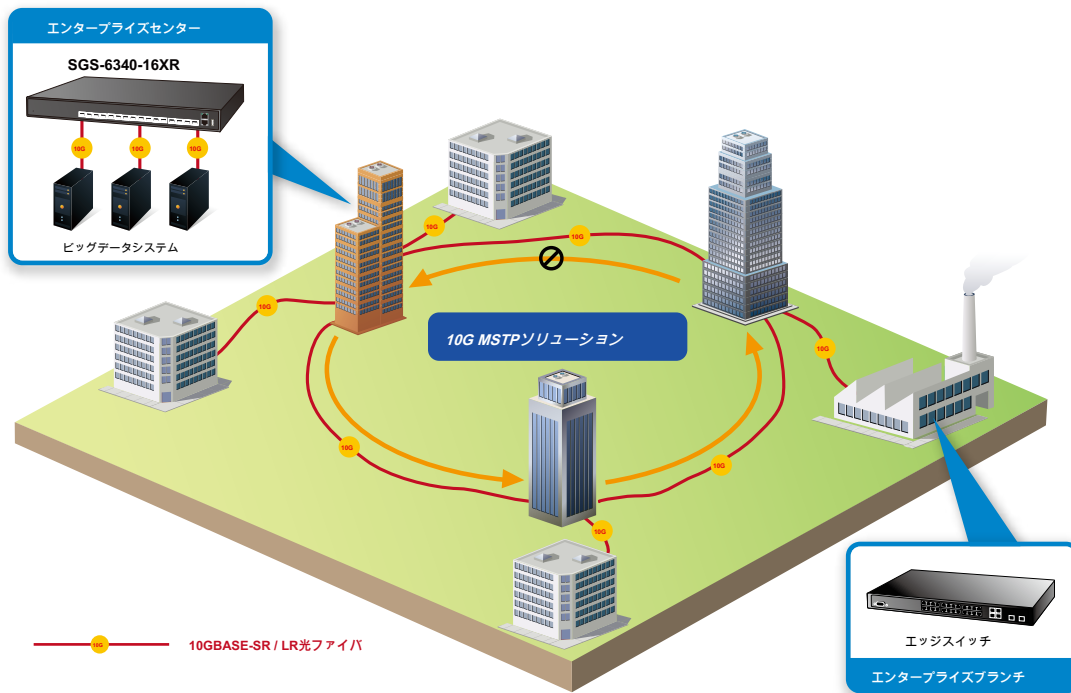 エンタープライズセンター
SGS-6340-16XR
10G
10G
10G
ビッグデータシステム
10G
10G
10G
10G MSTPソリューション
10G
10G
10G
10G
エッジスイッチ
エンタープライズブランチ
10G
10GBASE-SR / LR光ファイバ